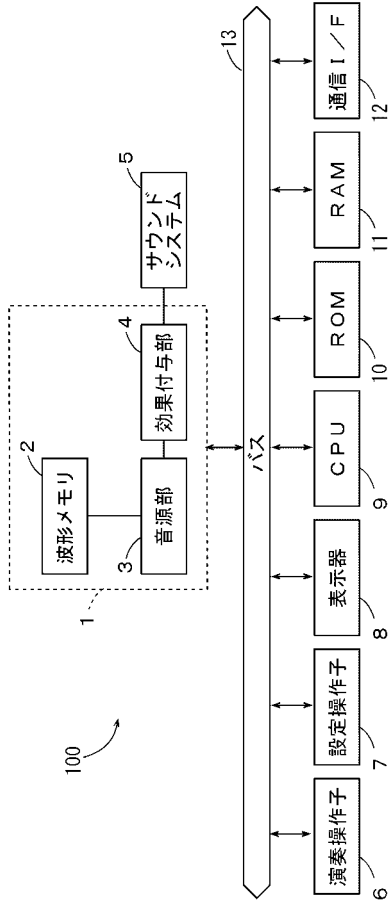 100
1
波形メモリ
2
音源部
3
効果付与部
4
サウンド
システム
5
バス
13
演奏操作子
6
設定操作子
7
表示器
8
CPU
9
ROM
10
RAM
11
通信I/F
12